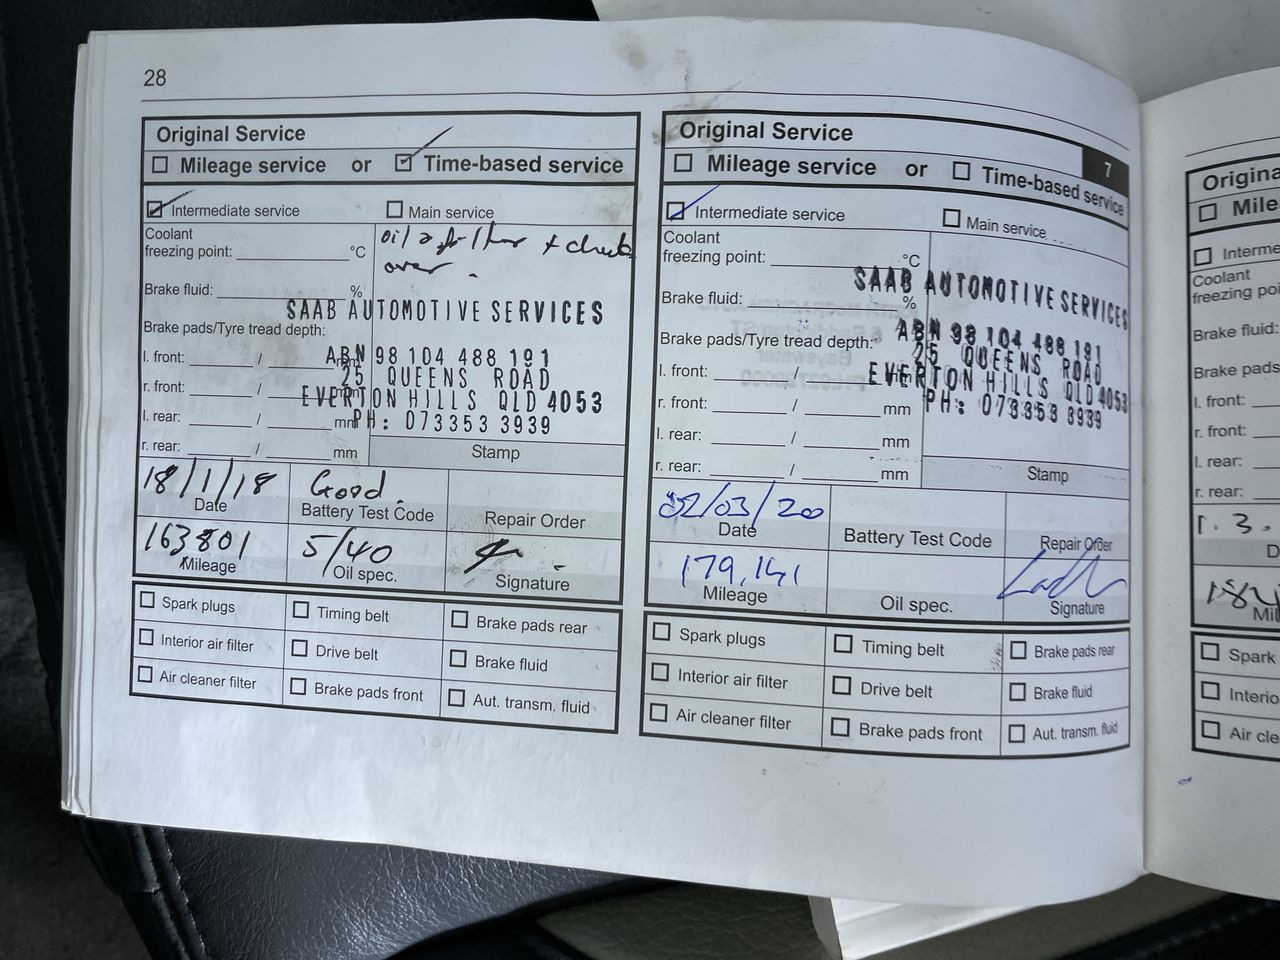 28
Original Service
Mileage service or Time-based service
Intermediate service Main service
Coolant
freezing point: °C
oil & filter + check
over.
Brake fluid: %
SAAB AUTOMOTIVE SERVICES
Brake pads/Tyre tread depth:
ABN 98 104 488 191
l. front: /
25 QUEENS ROAD
r. front: /
EVERTON HILLS QLD 4053
l. rear: / mm
PH: 073353 3939
r. rear: / mm
Stamp
18/1/18 Good.
Date Battery Test Code Repair Order
163801 5/40
Mileage Oil spec. Signature
Spark plugs Timing belt Brake pads rear
Interior air filter Drive belt Brake fluid
Air cleaner filter Brake pads front Aut. transm. fluid
Original Service
7
Mileage service or Time-based service
Intermediate service Main service
Coolant
freezing point: °C
SAAB AUTOMOTIVE SERVICES
Brake fluid: %
ABN 98 104 488 191
Brake pads/Tyre tread depth:
25 QUEENS ROAD
l. front: /
EVERTON HILLS QLD 4053
r. front: / mm
PH: 073353 3939
l. rear: / mm
r. rear: / mm
Stamp
02/03/20
Date Battery Test Code Repair Order
179,141
Mileage Oil spec. Signature
Spark plugs Timing belt Brake pads rear
Interior air filter Drive belt Brake fluid
Air cleaner filter Brake pads front Aut. transm. fluid
Origina
Mile
Interme
Coolant
freezing poi
Brake fluid:
Brake pads
l. front:
r. front:
l. rear:
r. rear:
1.3.
D
Mil
Spark
Interio
Air cle